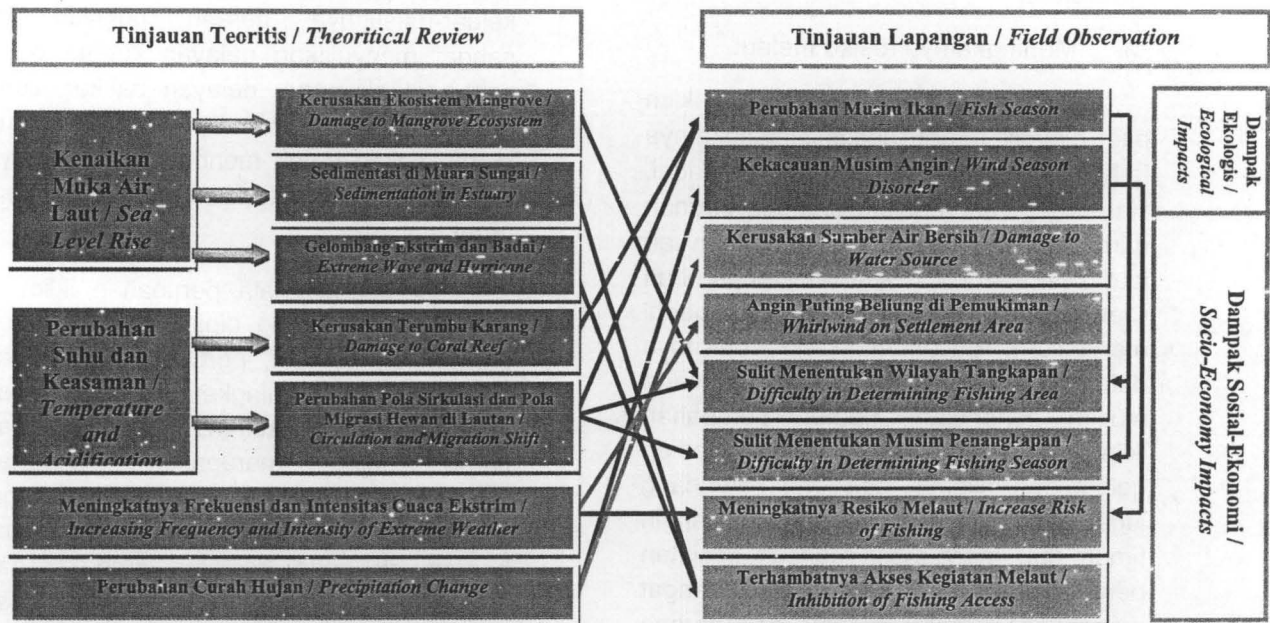 Tinjauan Teoritis / Theoritical Review
Kenaikan
Muka Air
Laut / Sea
Level Rise
Kerusakan Ekosistem Mangrove /
Damage to Mangrove Ecosystem
Sedimentasi di Muara Sungai /
Sedimentation in Estuary
Gelombang Ekstrim dan Badai /
Extreme Wave and Hurricane
Perubahan
Suhu dan
Keasaman /
Temperature
and
Acidification
Kerusakan Terumbu Karang /
Damage to Coral Reef
Perubahan Pola Sirkulasi dan Pola
Migrasi Hewan di Lautan /
Circulation and Migration Shift
Meningkatnya Frekuensi dan Intensitas Cuaca Ekstrim /
Increasing Frequency and Intensity of Extreme Weather
Perubahan Curah Hujan / Precipitation Change
Tinjauan Lapangan / Field Observation
Perubahan Musim Ikan / Fish Season
Kekacauan Musim Angin / Wind Season
Disorder
Kerusakan Sumber Air Bersih / Damage to
Water Source
Angin Puting Beliung di Pemukiman /
Whirlwind on Settlement Area
Sulit Menentukan Wilayah Tangkapan /
Difficulty in Determining Fishing Area
Sulit Menentukan Musim Penangkapan /
Difficulty in Determining Fishing Season
Meningkatnya Resiko Melaut / Increase Risk
of Fishing
Terhambatnya Akses Kegiatan Melaut /
Inhibition of Fishing Access
Dampak
Ekologis /
Ecological
Impacts
Dampak Sosial-Ekonomi /
Socio-Economy Impacts